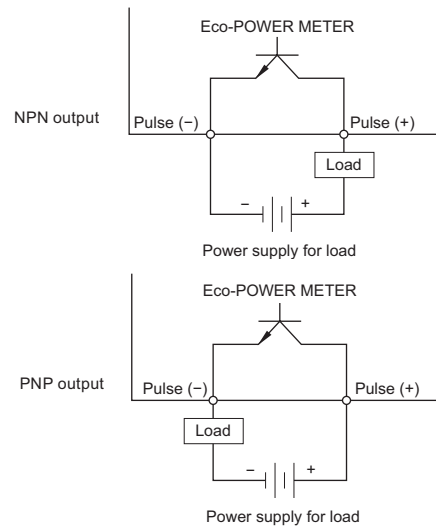 Eco-POWER METER
NPN output
Pulse (−)
Pulse (+)
Load
− +
Power supply for load
Eco-POWER METER
PNP output
Pulse (−)
Pulse (+)
Load
− +
Power supply for load